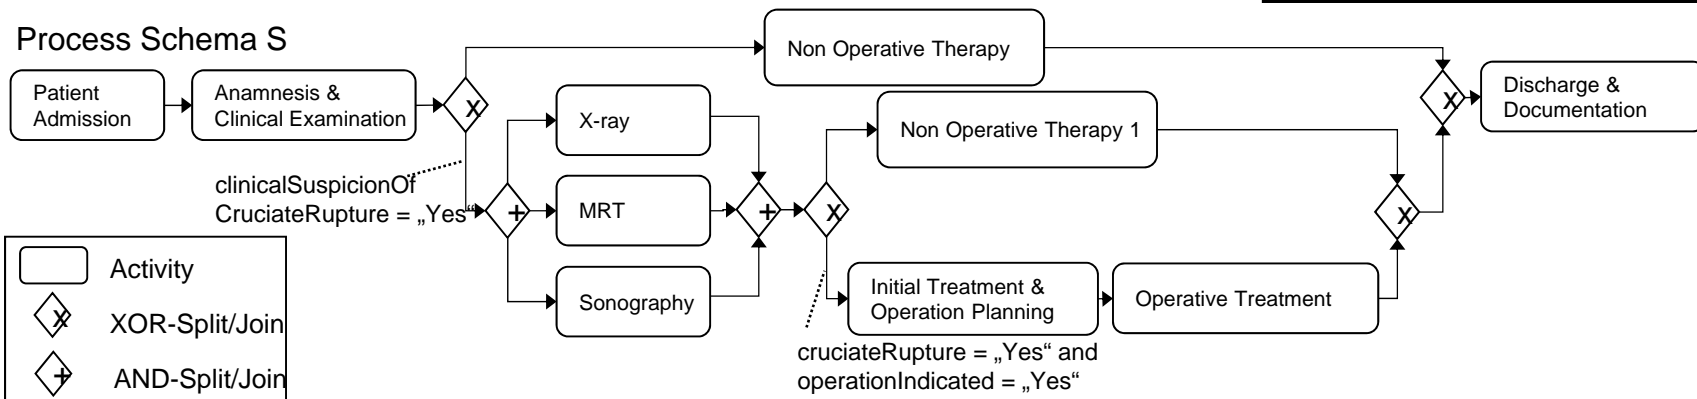 Process Schema S
Patient
Admission
Anamnesis &
Clinical Examination
x
Non Operative Therapy
x
Discharge &
Documentation
clinicalSuspicionOf
CruciateRupture = „Yes“
+
X-ray
MRT
Sonography
+
x
Non Operative Therapy 1
x
Initial Treatment &
Operation Planning
Operative Treatment
cruciateRupture = „Yes“ and
operationIndicated = „Yes“
Activity
x
XOR-Split/Join
+
AND-Split/Join